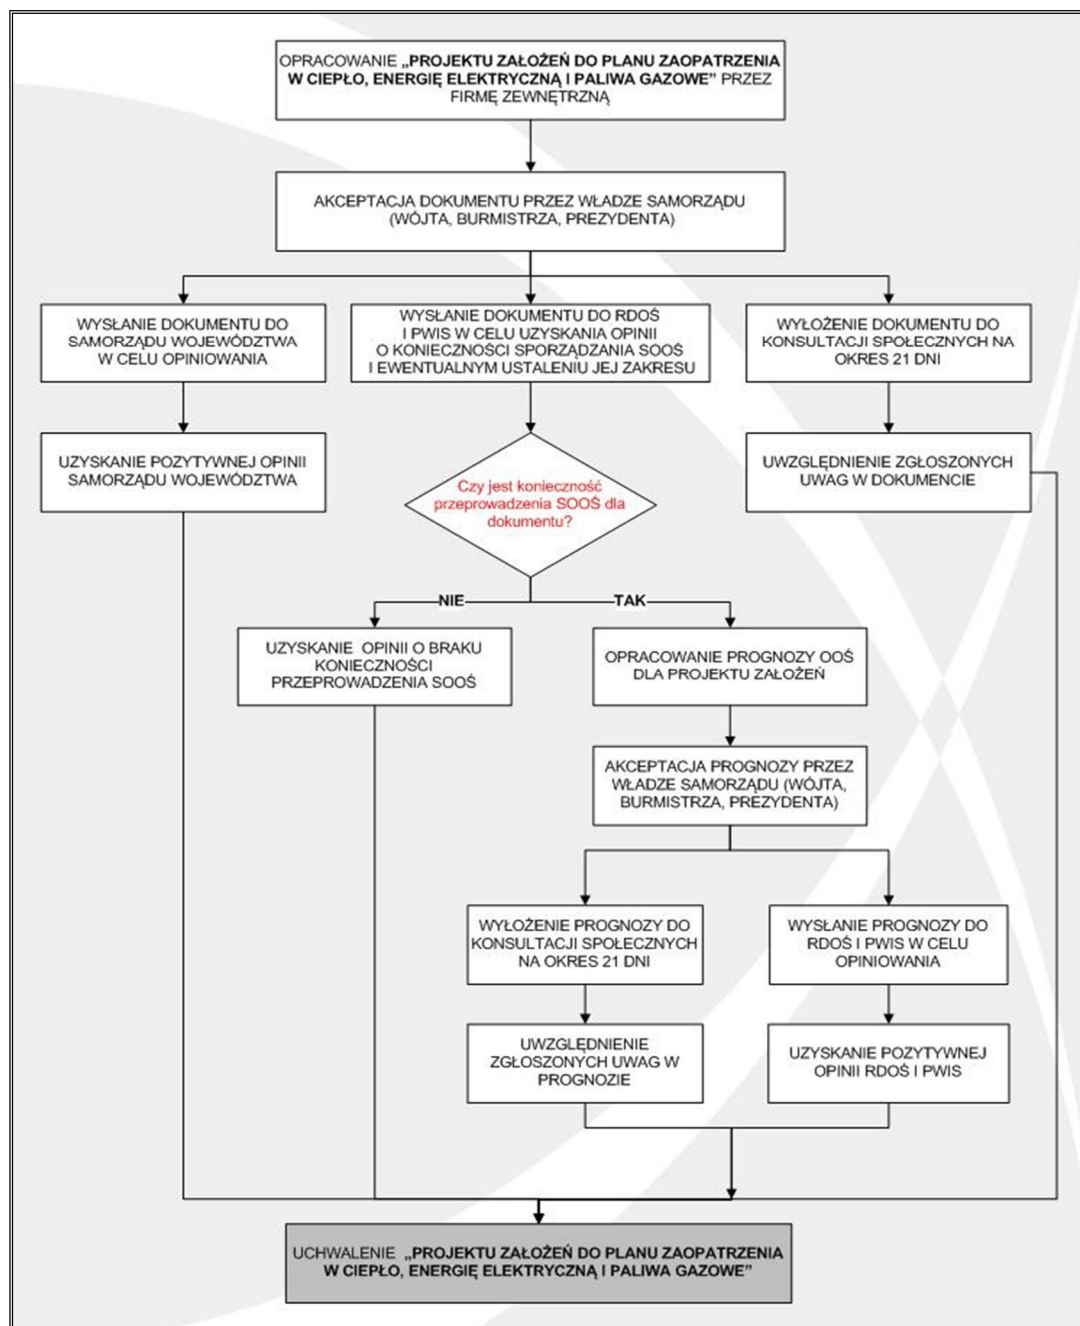 OPRACOWANIE „PROJEKTU ZAŁOŻEŃ DO PLANU ZAOPATRZENIA
W CIEPŁO, ENERGIĘ ELEKTRYCZNĄ I PALIWA GAZOWE” PRZEZ
FIRMĘ ZEWNĘTRZNĄ
AKCEPTACJA DOKUMENTU PRZEZ WŁADZE SAMORZĄDU
(WÓJTA, BURMISTRZA, PREZYDENTA)
WYSŁANIE DOKUMENTU DO
SAMORZĄDU WOJEWÓDZTWA
W CELU OPINIOWANIA
WYSŁANIE DOKUMENTU DO RDOŚ
I PWIS W CELU UZYSKANIA OPINII
O KONIECZNOŚCI SPORZĄDZANIA SOOŚ
I EWENTUALNYM USTALENIU JEJ ZAKRESU
WYŁOŻENIE DOKUMENTU DO
KONSULTACJI SPOŁECZNYCH NA
OKRES 21 DNI
UZYSKANIE POZYTYWNEJ OPINII
SAMORZĄDU WOJEWÓDZTWA
Czy jest konieczność
przeprowadzenia SOOŚ dla
dokumentu?
UWZGLĘDNIENIE ZGŁOSZONYCH
UWAG W DOKUMENCIE
NIE
TAK
UZYSKANIE OPINII O BRAKU
KONIECZNOŚCI
PRZEPROWADZENIA SOOŚ
OPRACOWANIE PROGNOZY OOŚ
DLA PROJEKTU ZAŁOŻEŃ
AKCEPTACJA PROGNOZY PRZEZ
WŁADZE SAMORZĄDU (WÓJTA,
BURMISTRZA, PREZYDENTA)
WYŁOŻENIE PROGNOZY DO
KONSULTACJI SPOŁECZNYCH
NA OKRES 21 DNI
WYSŁANIE PROGNOZY DO
RDOŚ I PWIS W CELU
OPINIOWANIA
UWZGLĘDNIENIE
ZGŁOSZONYCH UWAG W
PROGNOZIE
UZYSKANIE POZYTYWNEJ
OPINII RDOŚ I PWIS
UCHWALENIE „PROJEKTU ZAŁOŻEŃ DO PLANU ZAOPATRZENIA
W CIEPŁO, ENERGIĘ ELEKTRYCZNĄ I PALIWA GAZOWE”